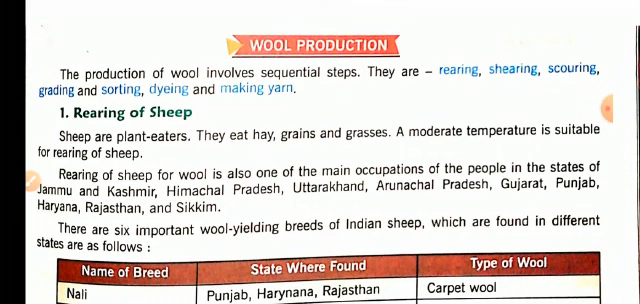 WOOL PRODUCTION
The production of wool involves sequential steps. They are – rearing, shearing, scouring,
grading and sorting, dyeing and making yarn.
1. Rearing of Sheep
Sheep are plant-eaters. They eat hay, grains and grasses. A moderate temperature is suitable
for rearing of sheep.
Rearing of sheep for wool is also one of the main occupations of the people in the states of
Jammu and Kashmir, Himachal Pradesh, Uttarakhand, Arunachal Pradesh, Gujarat, Punjab,
Haryana, Rajasthan, and Sikkim.
There are six important wool-yielding breeds of Indian sheep, which are found in different
states are as follows :
Name of Breed State Where Found Type of Wool
Nali Punjab, Harynana, Rajasthan Carpet wool